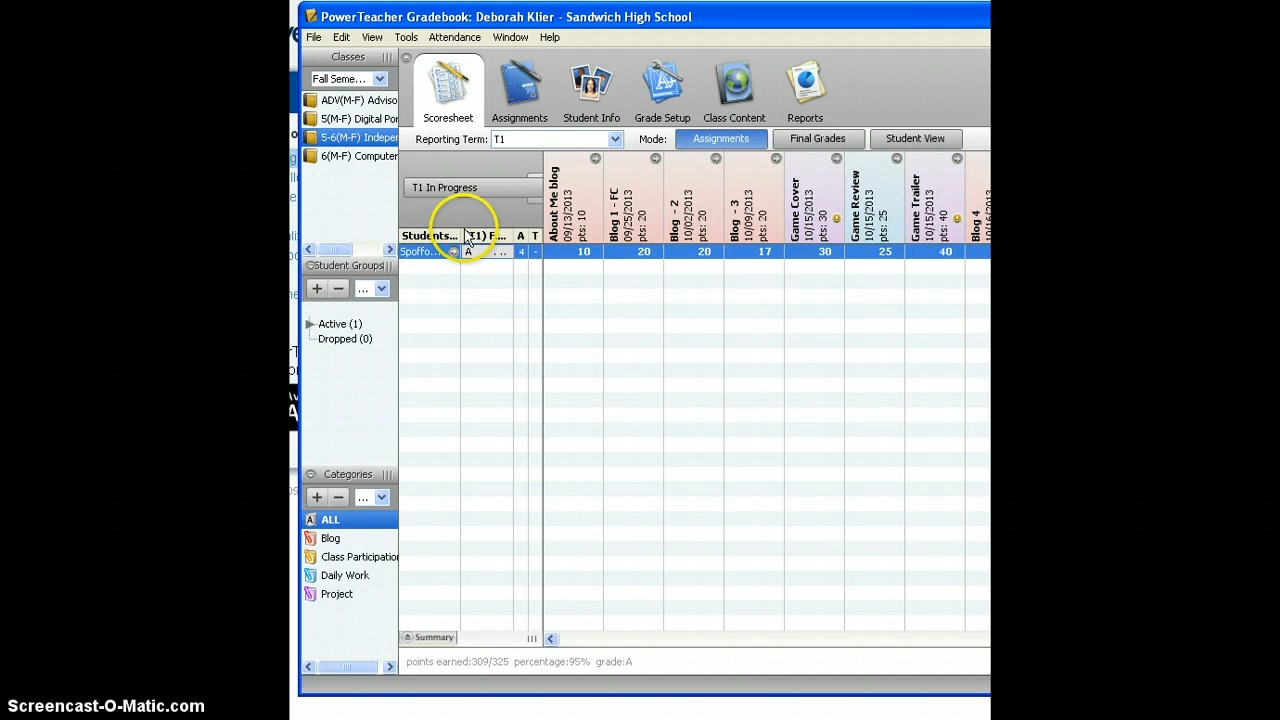 PowerTeacher Gradebook: Deborah Klier - Sandwich High School
File Edit View Tools Attendance Window Help
Classes
Fall Seme...
ADV(M-F) Adviso
5(M-F) Digital Por
5-6(M-F) Indeper
6(M-F) Computer
Scoresheet
Assignments
Student Info
Grade Setup
Class Content
Reports
Reporting Term: T1 Mode: Assignments Final Grades Student View
T1 In Progress
About Me blog
09/13/2013
pts: 10
Blog 1 - FC
09/25/2013
pts: 20
Blog - 2
10/02/2013
pts: 20
Blog - 3
10/09/2013
pts: 20
Game Cover
10/15/2013
pts: 30
Game Review
10/15/2013
pts: 25
Game Trailer
10/15/2013
pts: 40
Blog 4
Students... (T1) F... A T
Spoffo... A ... 4 - 10 20 20 17 30 25 40
Student Groups
...
Active (1)
Dropped (0)
Categories
...
ALL
Blog
Class Participation
Daily Work
Project
Summary
points earned:309/325 percentage:95% grade:A
Screencast-O-Matic.com